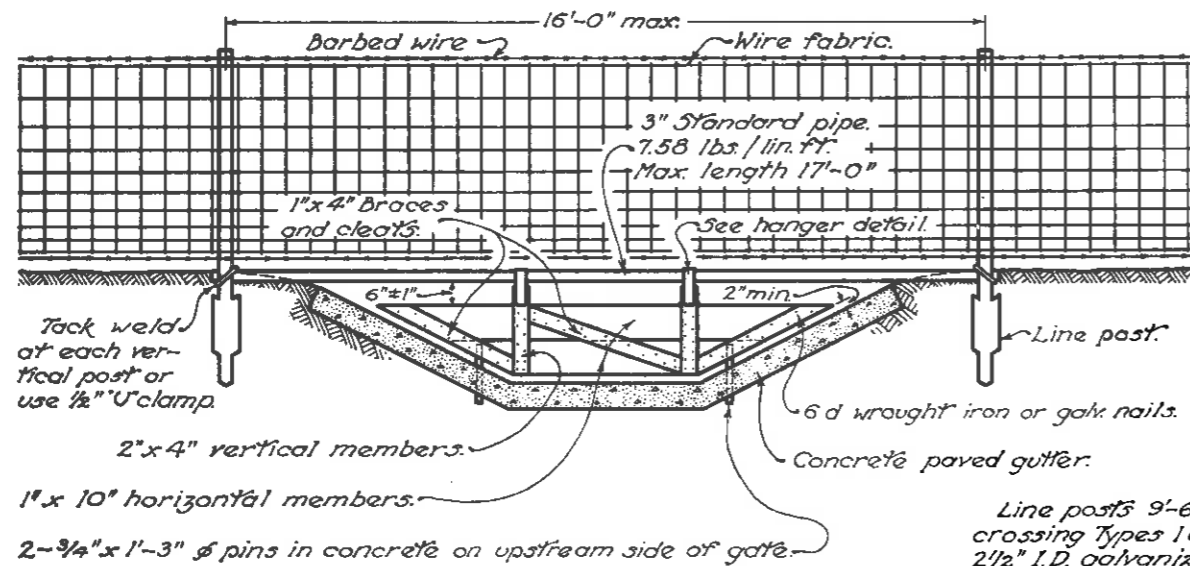 16'-0" max.
Barbed wire
Wire fabric.
3" Standard pipe.
7.58 lbs./lin. ft.
Max. length 17'-0"
1"x 4" Braces
and cleats.
See hanger detail.
6"±1"
2" min.
Tack weld
at each ver-
tical post or
use 1/2" "U" clamp.
Line post.
6 d wrought iron or galv. nails.
2"x 4" vertical members.
Concrete paved gutter.
1" x 10" horizontal members.
2-3/4" x 1'-3" ϕ pins in concrete on upstream side of gate.
Line posts 9'-6
crossing Types 1
2 1/2" I.D. galvaniz